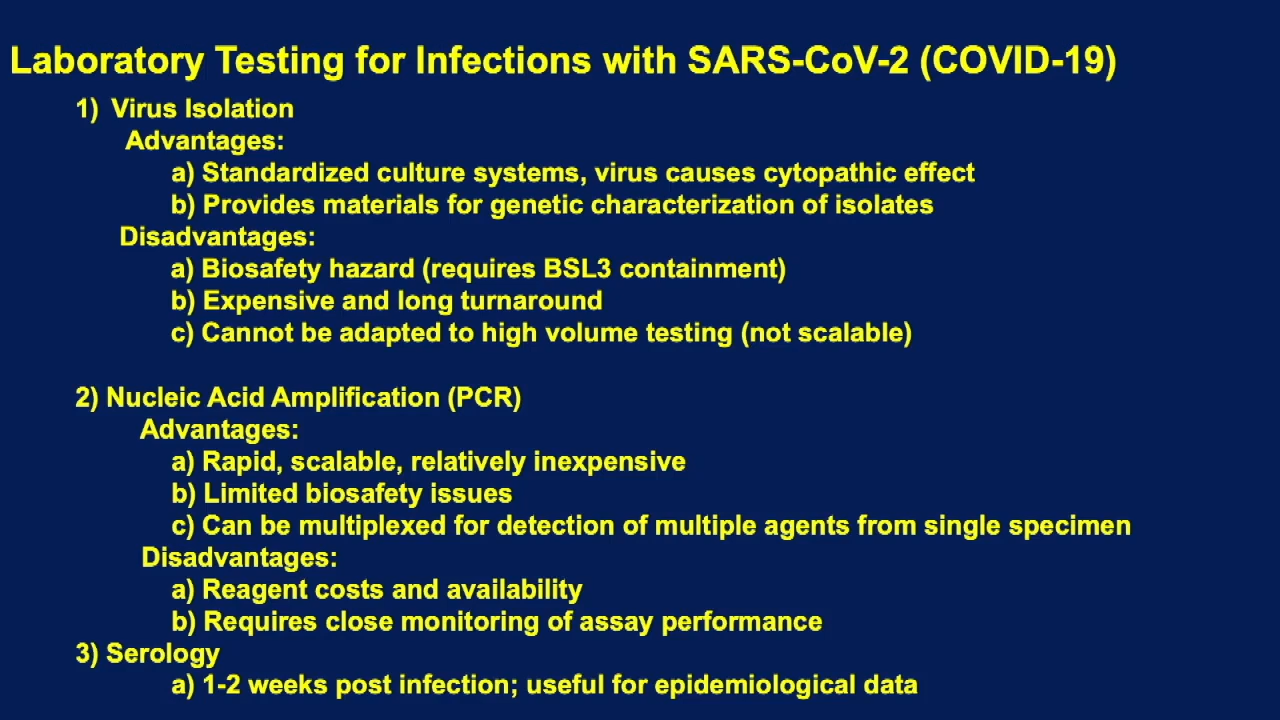 Laboratory Testing for Infections with SARS-CoV-2 (COVID-19)
1) Virus Isolation
Advantages:
a) Standardized culture systems, virus causes cytopathic effect
b) Provides materials for genetic characterization of isolates
Disadvantages:
a) Biosafety hazard (requires BSL3 containment)
b) Expensive and long turnaround
c) Cannot be adapted to high volume testing (not scalable)
2) Nucleic Acid Amplification (PCR)
Advantages:
a) Rapid, scalable, relatively inexpensive
b) Limited biosafety issues
c) Can be multiplexed for detection of multiple agents from single specimen
Disadvantages:
a) Reagent costs and availability
b) Requires close monitoring of assay performance
3) Serology
a) 1-2 weeks post infection; useful for epidemiological data